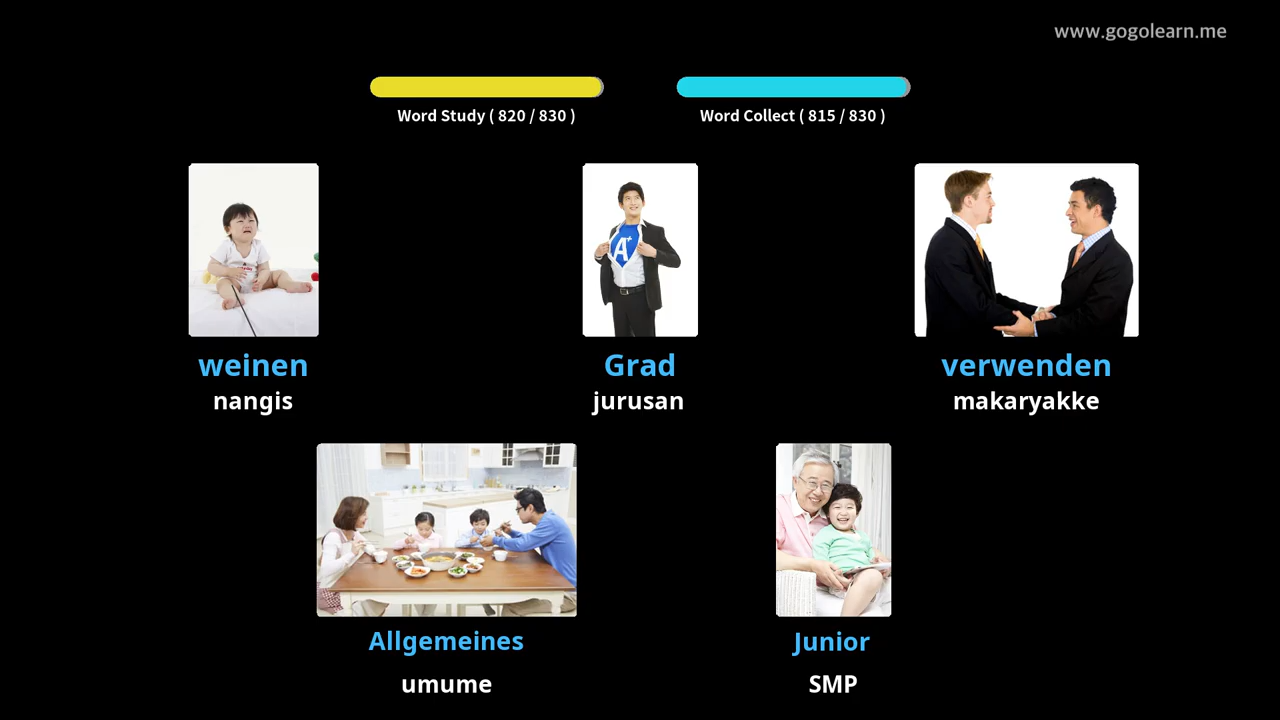 www.gogolearn.me
Word Study ( 820 / 830 )
Word Collect ( 815 / 830 )
A+
weinen
nangis
Grad
jurusan
verwenden
makaryakke
Allgemeines
umume
Junior
SMP